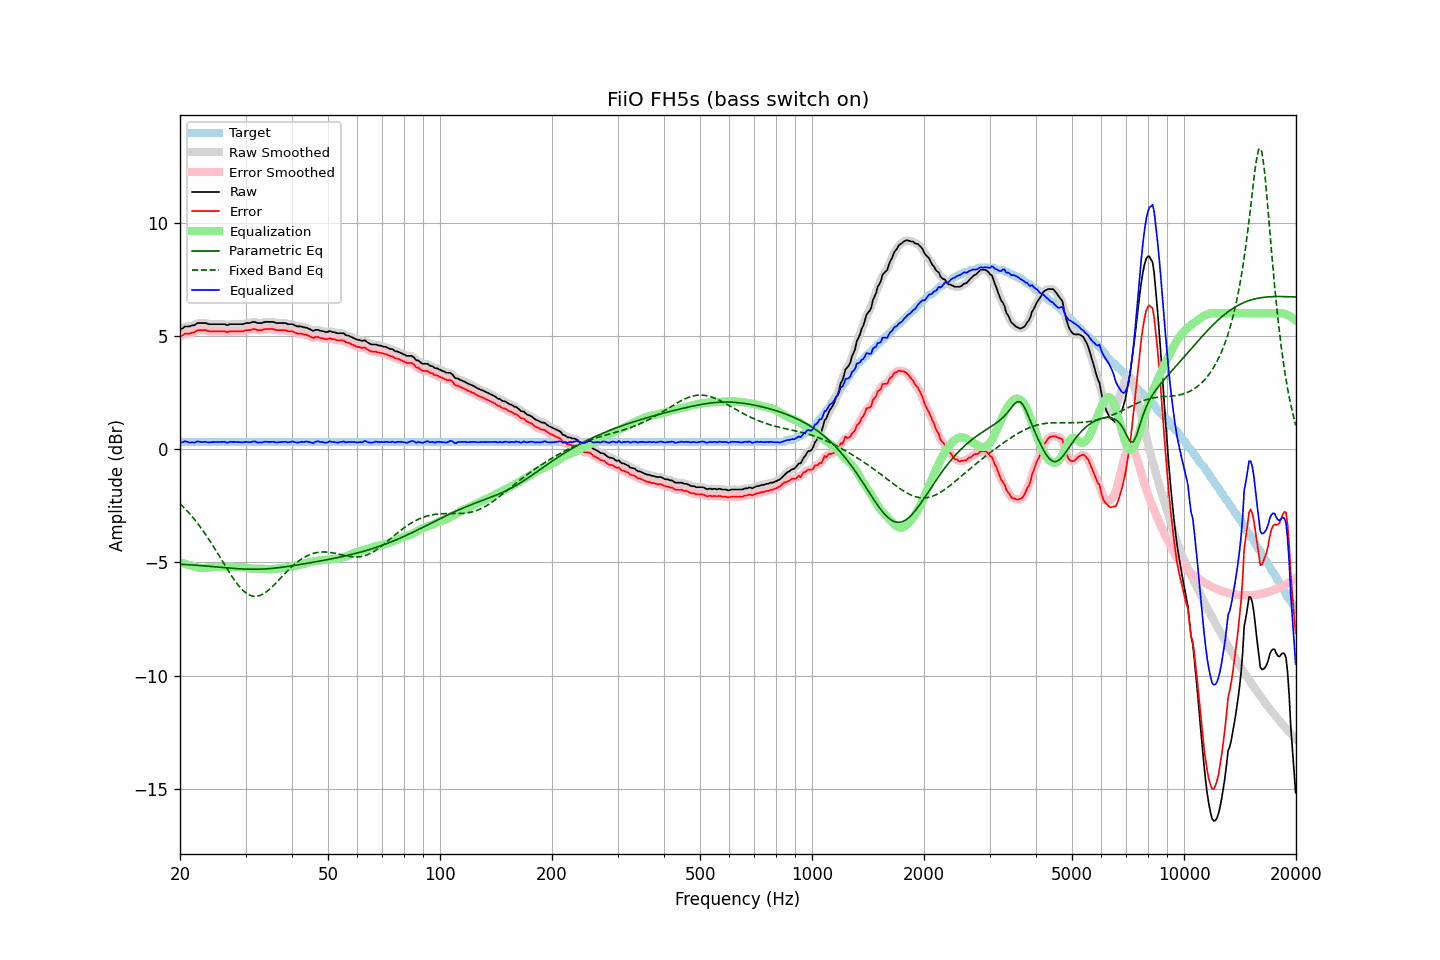 FiiO FH5s (bass switch on)
Target
Raw Smoothed
Error Smoothed
Raw
Error
Equalization
Parametric Eq
Fixed Band Eq
Equalized
10
5
0
−5
−10
−15
Amplitude (dBr)
20 50 100 200 500 1000 2000 5000 10000 20000
Frequency (Hz)